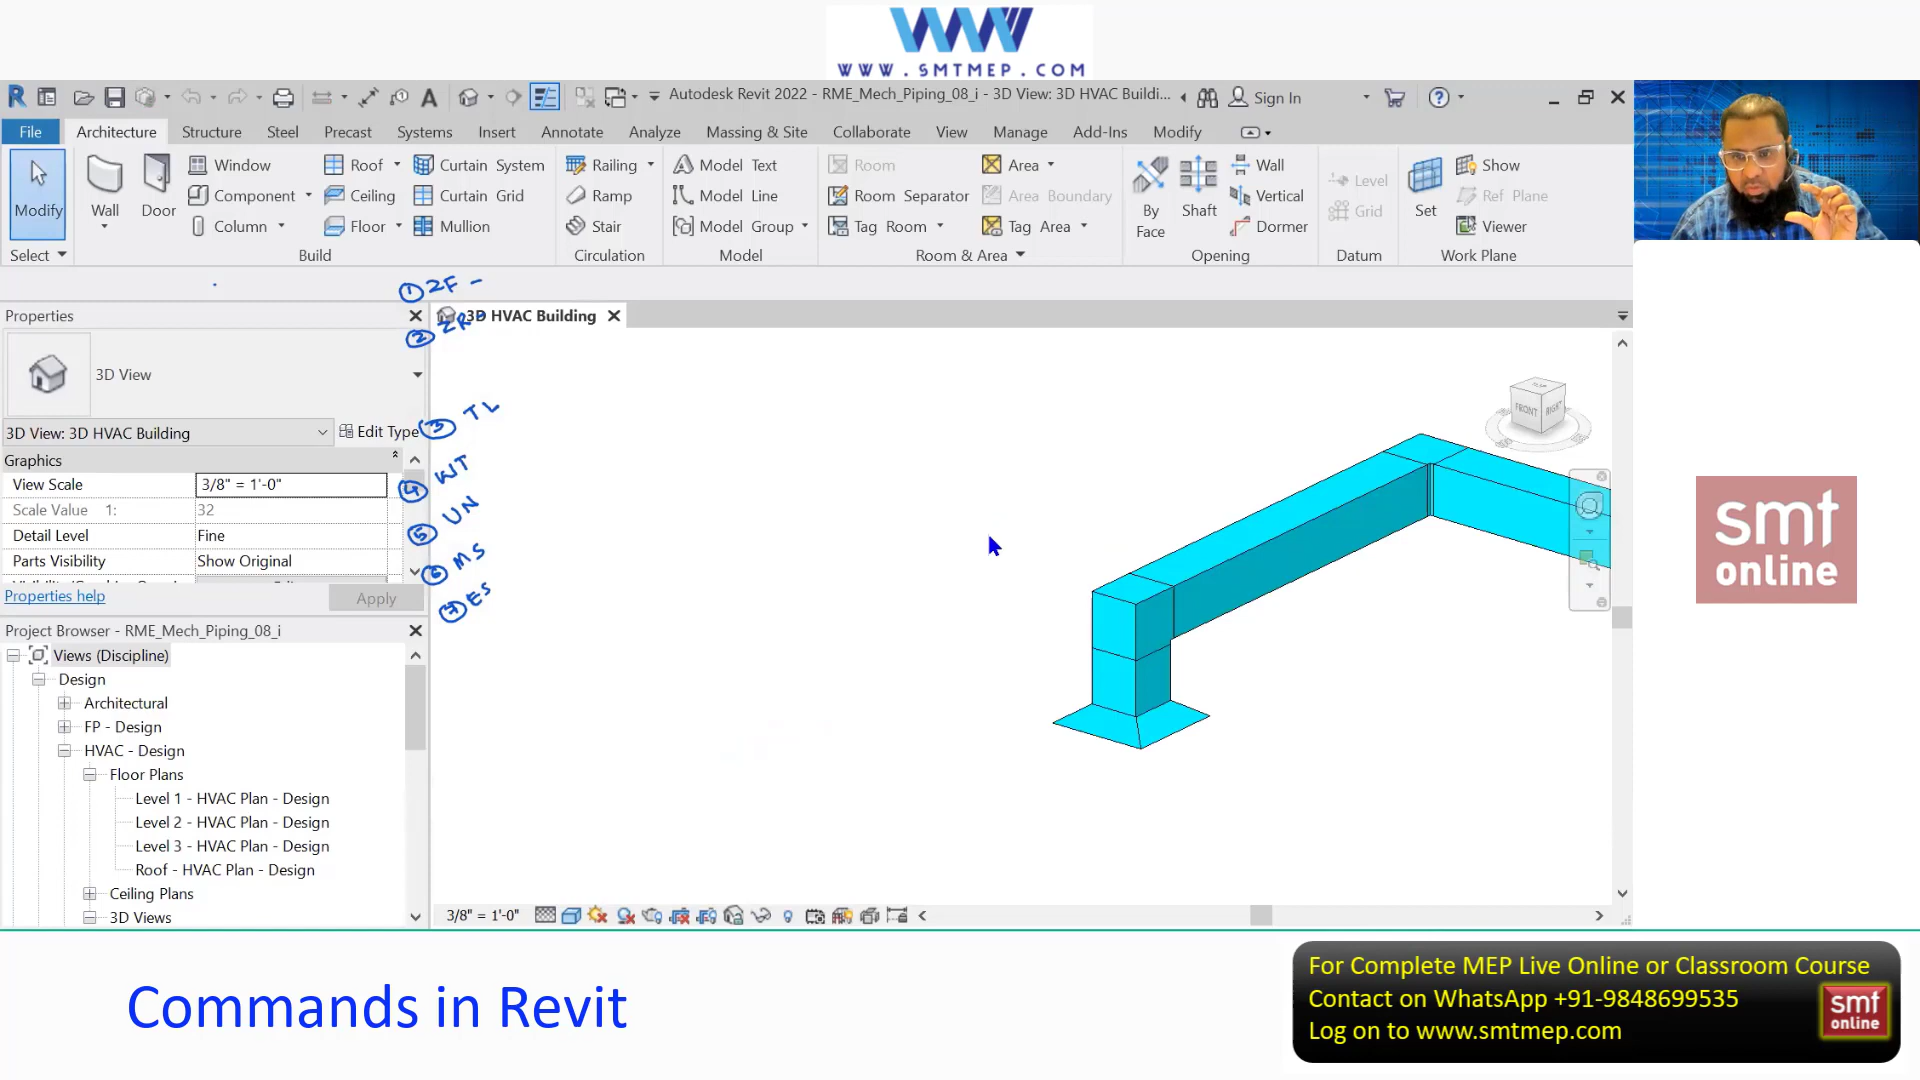 WWW.SMTMEP.COM
Autodesk Revit 2022 - RME_Mech_Piping_08_i - 3D View: 3D HVAC Buildi...
Sign In
File Architecture Structure Steel Precast Systems Insert Annotate Analyze Massing & Site Collaborate View Manage Add-Ins Modify
Modify
Wall
Door
Window
Component
Column
Roof
Ceiling
Floor
Curtain System
Curtain Grid
Mullion
Railing
Ramp
Stair
Model Text
Model Line
Model Group
Room
Room Separator
Tag Room
Area
Area Boundary
Tag Area
By
Face
Shaft
Wall
Vertical
Dormer
Level
Grid
Set
Show
Ref Plane
Viewer
Select Build Circulation Model Room & Area Opening Datum Work Plane
① ZF -
② ZR -
③ TL
④ WT
⑤ UN
⑥ MS
⑦ ES
Properties
3D HVAC Building
3D View
3D View: 3D HVAC Building
Edit Type
Graphics
View Scale 3/8" = 1'-0"
Scale Value 1: 32
Detail Level Fine
Parts Visibility Show Original
Properties help
Apply
Project Browser - RME_Mech_Piping_08_i
Views (Discipline)
Design
Architectural
FP - Design
HVAC - Design
Floor Plans
Level 1 - HVAC Plan - Design
Level 2 - HVAC Plan - Design
Level 3 - HVAC Plan - Design
Roof - HVAC Plan - Design
Ceiling Plans
3D Views
FRONT
RIGHT
3/8" = 1'-0"
smt
online
Commands in Revit
For Complete MEP Live Online or Classroom Course
Contact on WhatsApp +91-9848699535
Log on to www.smtmep.com
smt
online